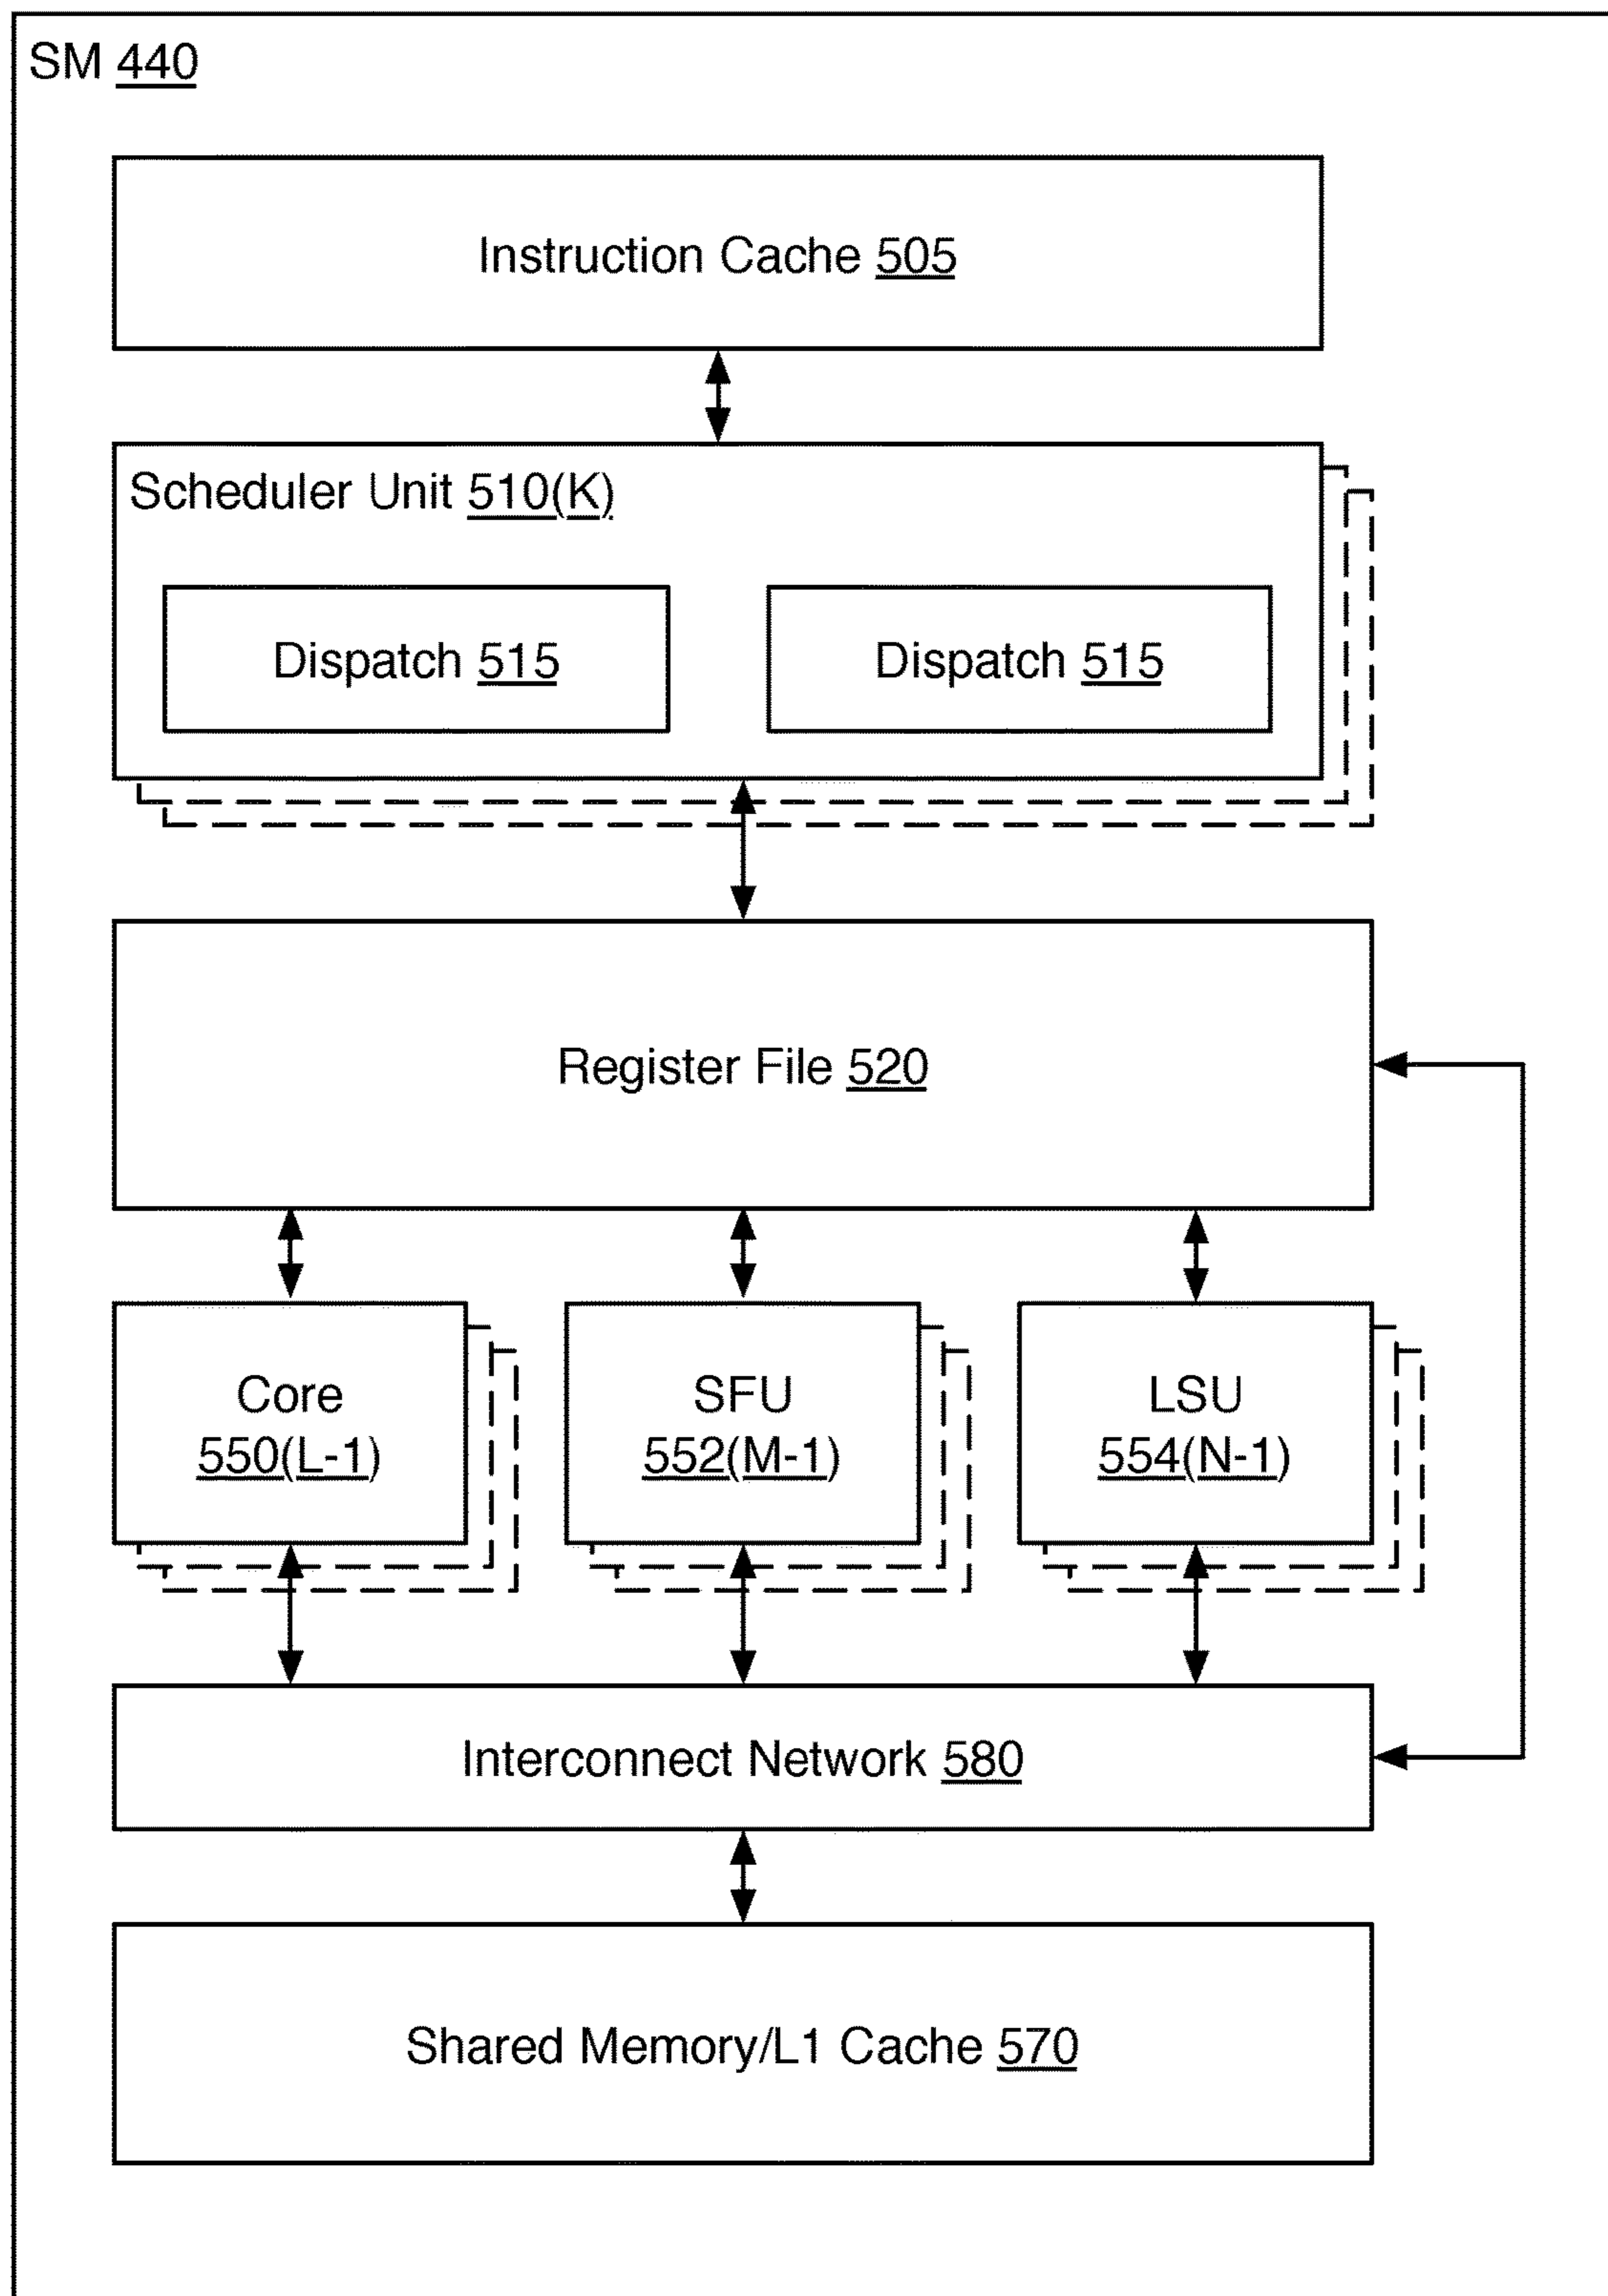 SM 440
Instruction Cache 505
Scheduler Unit 510(K)
Dispatch 515
Dispatch 515
Register File 520
Core
550(L-1)
SFU
552(M-1)
LSU
554(N-1)
Interconnect Network 580
Shared Memory/L1 Cache 570